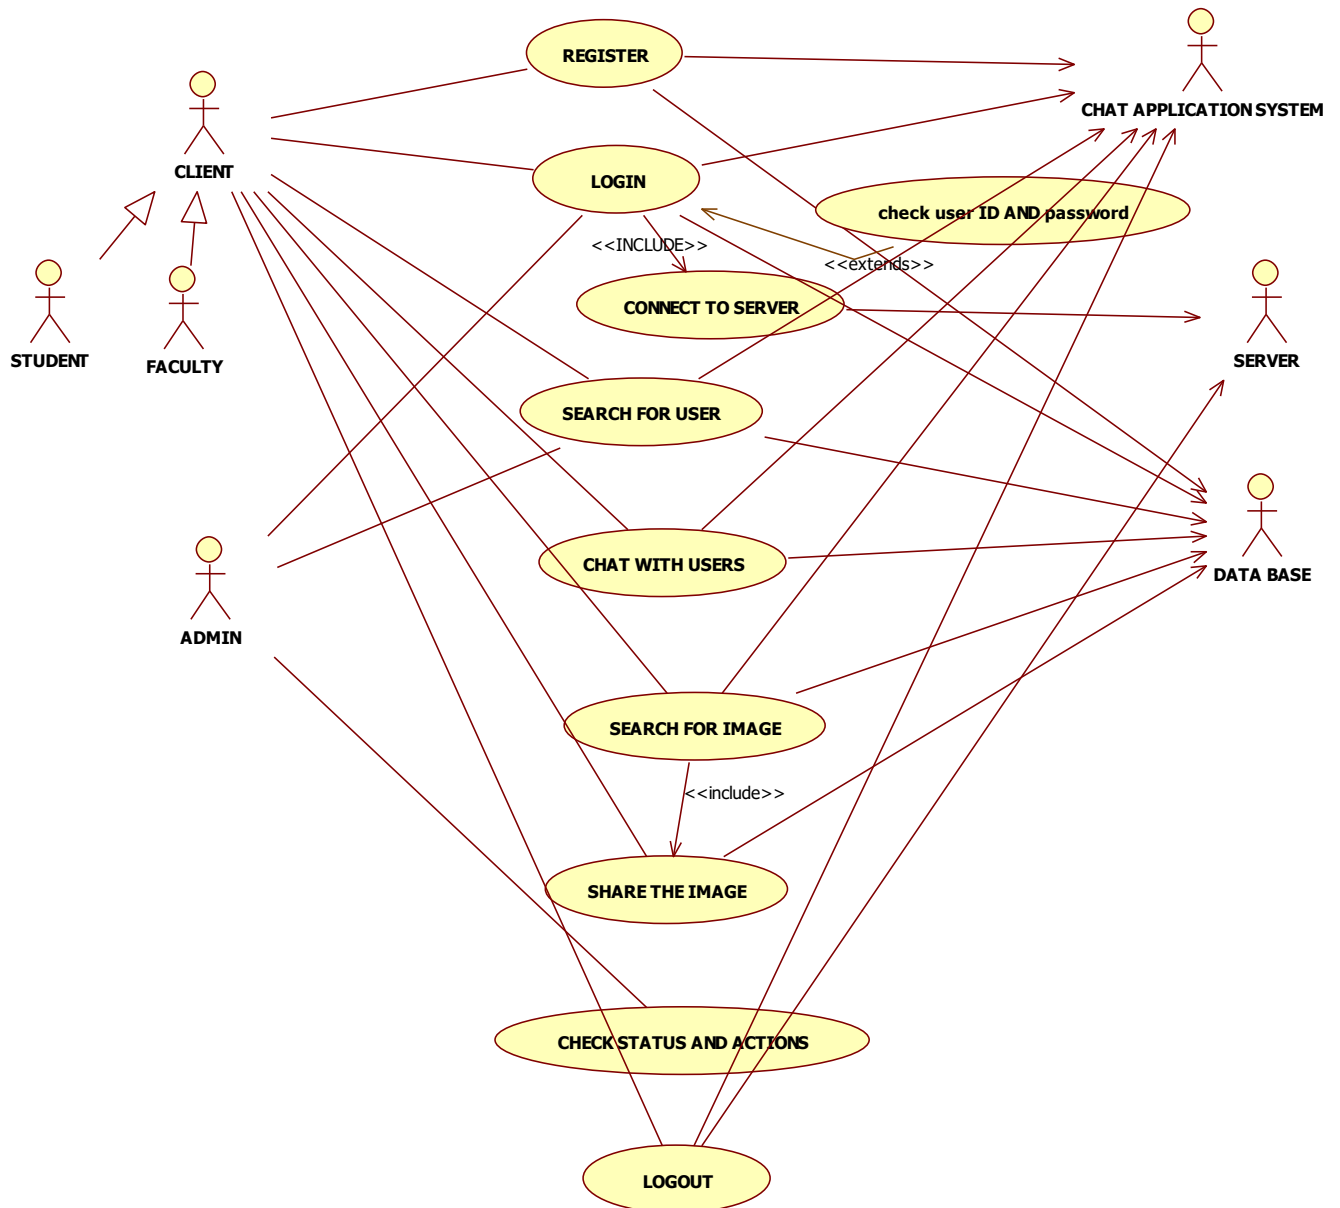 REGISTER
CHAT APPLICATION SYSTEM
CLIENT
LOGIN
check user ID AND password
<<INCLUDE>>
<<extends>>
CONNECT TO SERVER
STUDENT
FACULTY
SERVER
SEARCH FOR USER
CHAT WITH USERS
DATA BASE
ADMIN
SEARCH FOR IMAGE
<<include>>
SHARE THE IMAGE
CHECK STATUS AND ACTIONS
LOGOUT